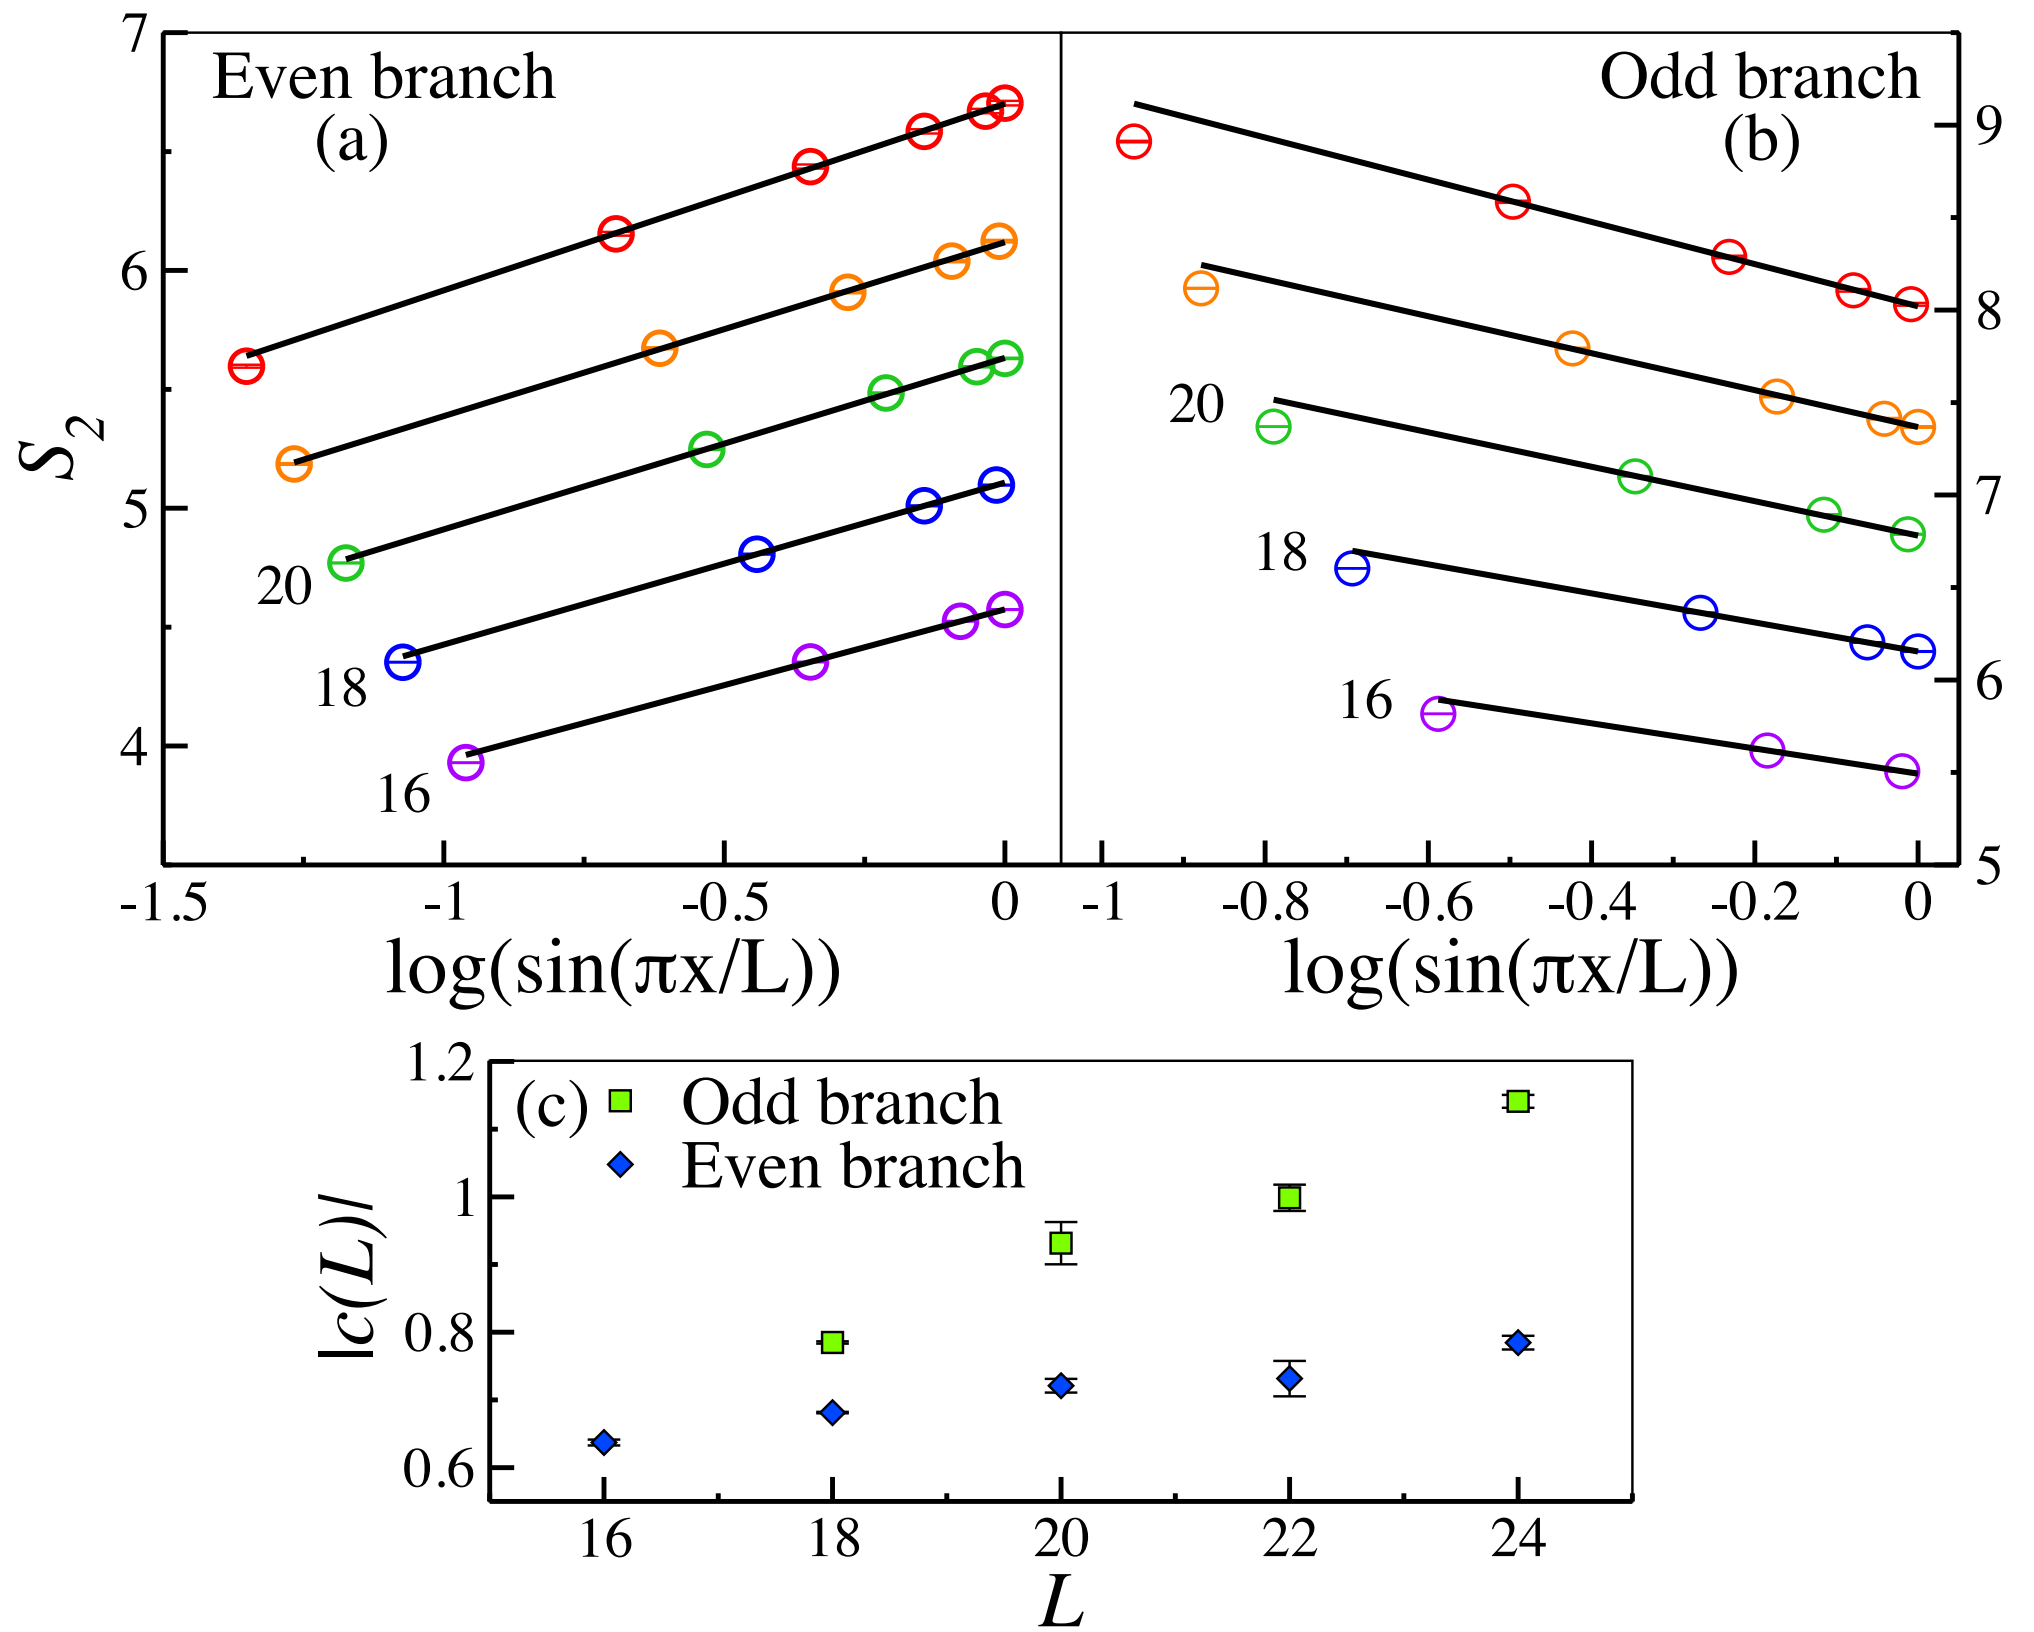 7
6
5
4
S2
Even branch
(a)
20
18
16
-1.5
-1
-0.5
0
log(sin(πx/L))
Odd branch
(b)
20
18
16
9
8
7
6
5
-1
-0.8
-0.6
-0.4
-0.2
0
log(sin(πx/L))
1.2
1
0.8
0.6
|c(L)|
(c)
Odd branch
Even branch
16
18
20
22
24
L